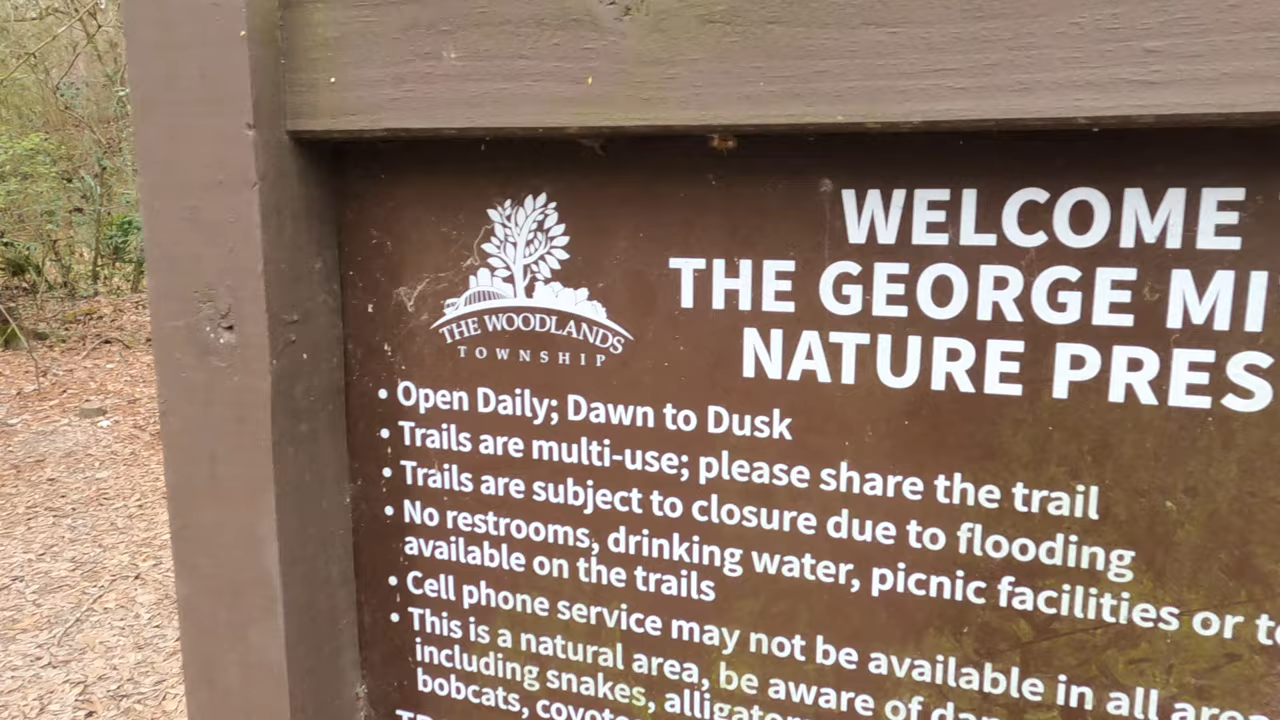 THE WOODLANDS
TOWNSHIP
WELCOME
THE GEORGE MI
NATURE PRES
• Open Daily; Dawn to Dusk
• Trails are multi-use; please share the trail
• Trails are subject to closure due to flooding
• No restrooms, drinking water, picnic facilities or
available on the trails
• Cell phone service may not be available in all
• This is a natural area, be aware of
including snakes,
bobcats,